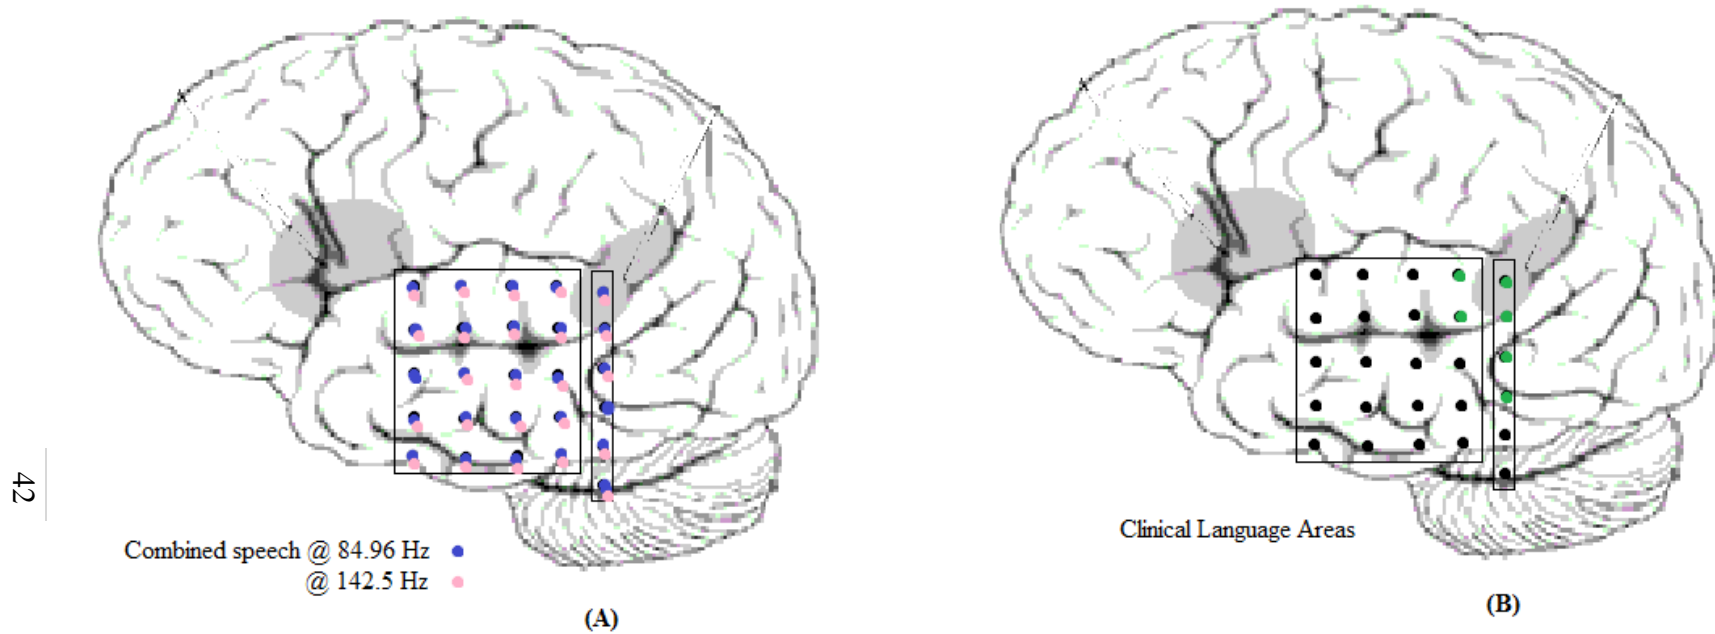 42
Combined speech @ 84.96 Hz
@ 142.5 Hz
(A)
Clinical Language Areas
(B)